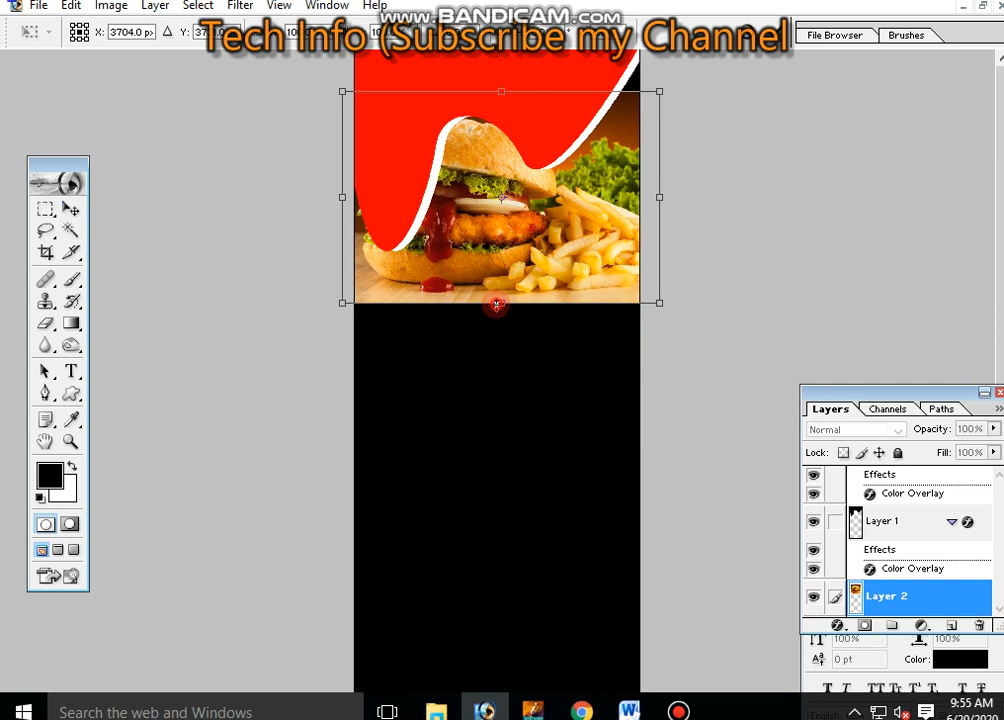 File Edit Image Layer Select Filter View Window Help
www.BANDICAM.com
X: 3704.0 p Y:
Tech Info (Subscribe my Channel
File Browser Brushes
Layers Channels Paths
Normal Opacity: 100%
Lock: Fill: 100%
Effects
Color Overlay
Layer 1
Effects
Color Overlay
Layer 2
100% 100%
0 pt Color:
T T TT Tr T T T
Search the web and Windows
9:55 AM